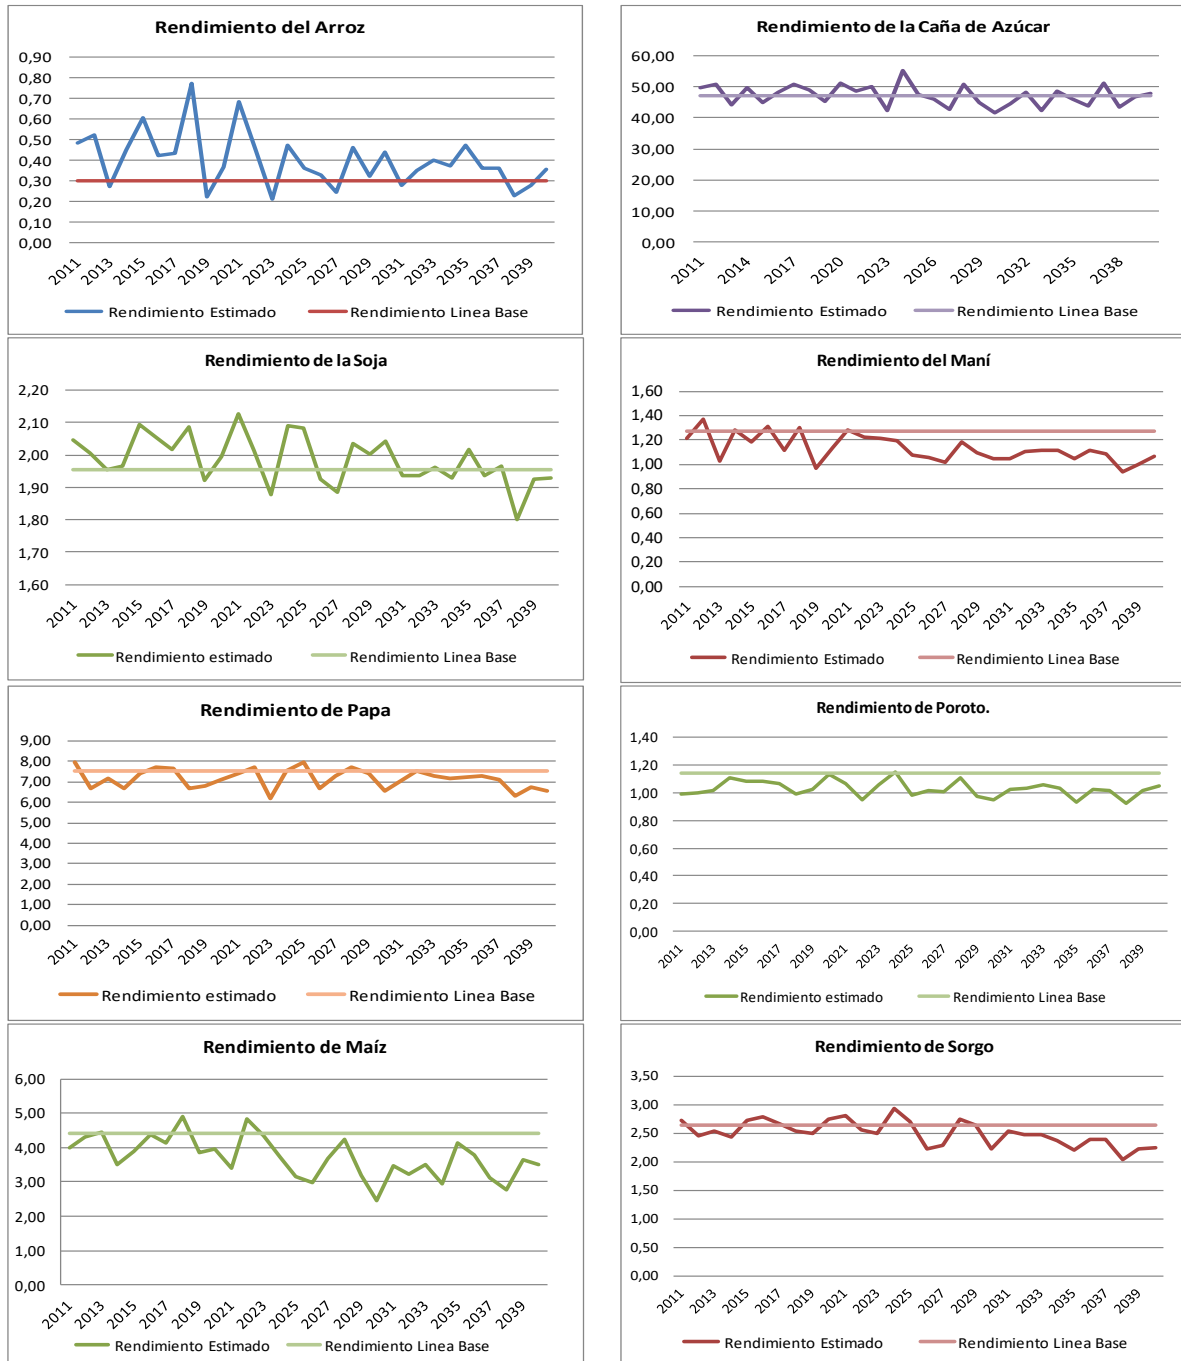 Rendimiento del Arroz
0,90
0,80
0,70
0,60
0,50
0,40
0,30
0,20
0,10
0,00
2011 2013 2015 2017 2019 2021 2023 2025 2027 2029 2031 2033 2035 2037 2039
Rendimiento Estimado Rendimiento Linea Base
Rendimiento de la Caña de Azúcar
60,00
50,00
40,00
30,00
20,00
10,00
0,00
2011 2014 2017 2020 2023 2026 2029 2032 2035 2038
Rendimiento Estimado Rendimiento Linea Base
Rendimiento de la Soja
2,20
2,10
2,00
1,90
1,80
1,70
1,60
2011 2013 2015 2017 2019 2021 2023 2025 2027 2029 2031 2033 2035 2037 2039
Rendimiento estimado Rendimiento Linea Base
Rendimiento del Maní
1,60
1,40
1,20
1,00
0,80
0,60
0,40
0,20
0,00
2011 2013 2015 2017 2019 2021 2023 2025 2027 2029 2031 2033 2035 2037 2039
Rendimiento Estimado Rendimiento Linea Base
Rendimiento de Papa
9,00
8,00
7,00
6,00
5,00
4,00
3,00
2,00
1,00
0,00
2011 2013 2015 2017 2019 2021 2023 2025 2027 2029 2031 2033 2035 2037 2039
Rendimiento estimado Rendimiento Linea Base
Rendimiento de Poroto.
1,40
1,20
1,00
0,80
0,60
0,40
0,20
0,00
2011 2013 2015 2017 2019 2021 2023 2025 2027 2029 2031 2033 2035 2037 2039
Rendimiento estimado Rendimiento Linea Base
Rendimiento de Maíz
6,00
5,00
4,00
3,00
2,00
1,00
0,00
2011 2013 2015 2017 2019 2021 2023 2025 2027 2029 2031 2033 2035 2037 2039
Rendimiento Estimado Rendimiento Linea Base
Rendimiento de Sorgo
3,50
3,00
2,50
2,00
1,50
1,00
0,50
0,00
2011 2013 2015 2017 2019 2021 2023 2025 2027 2029 2031 2033 2035 2037 2039
Rendimiento Estimado Rendimiento Linea Base